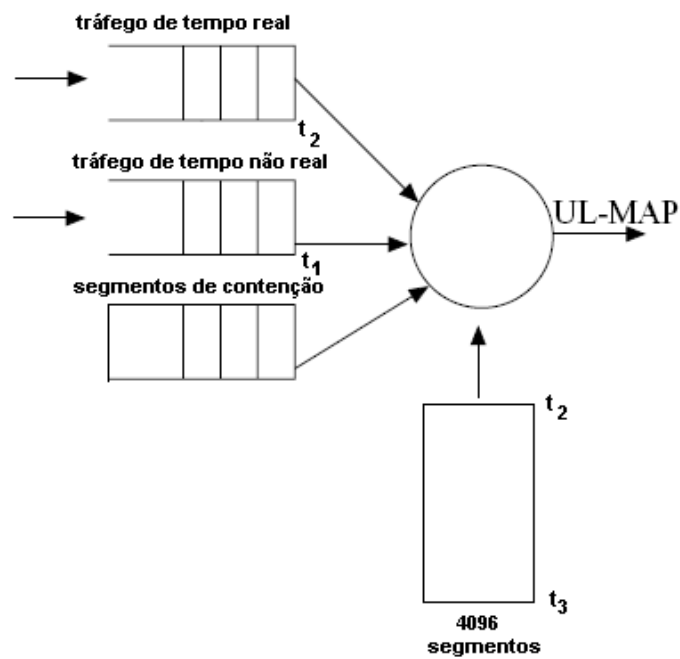 tráfego de tempo real
t2
tráfego de tempo não real
t1
segmentos de contenção
UL-MAP
t2
t3
4096
segmentos